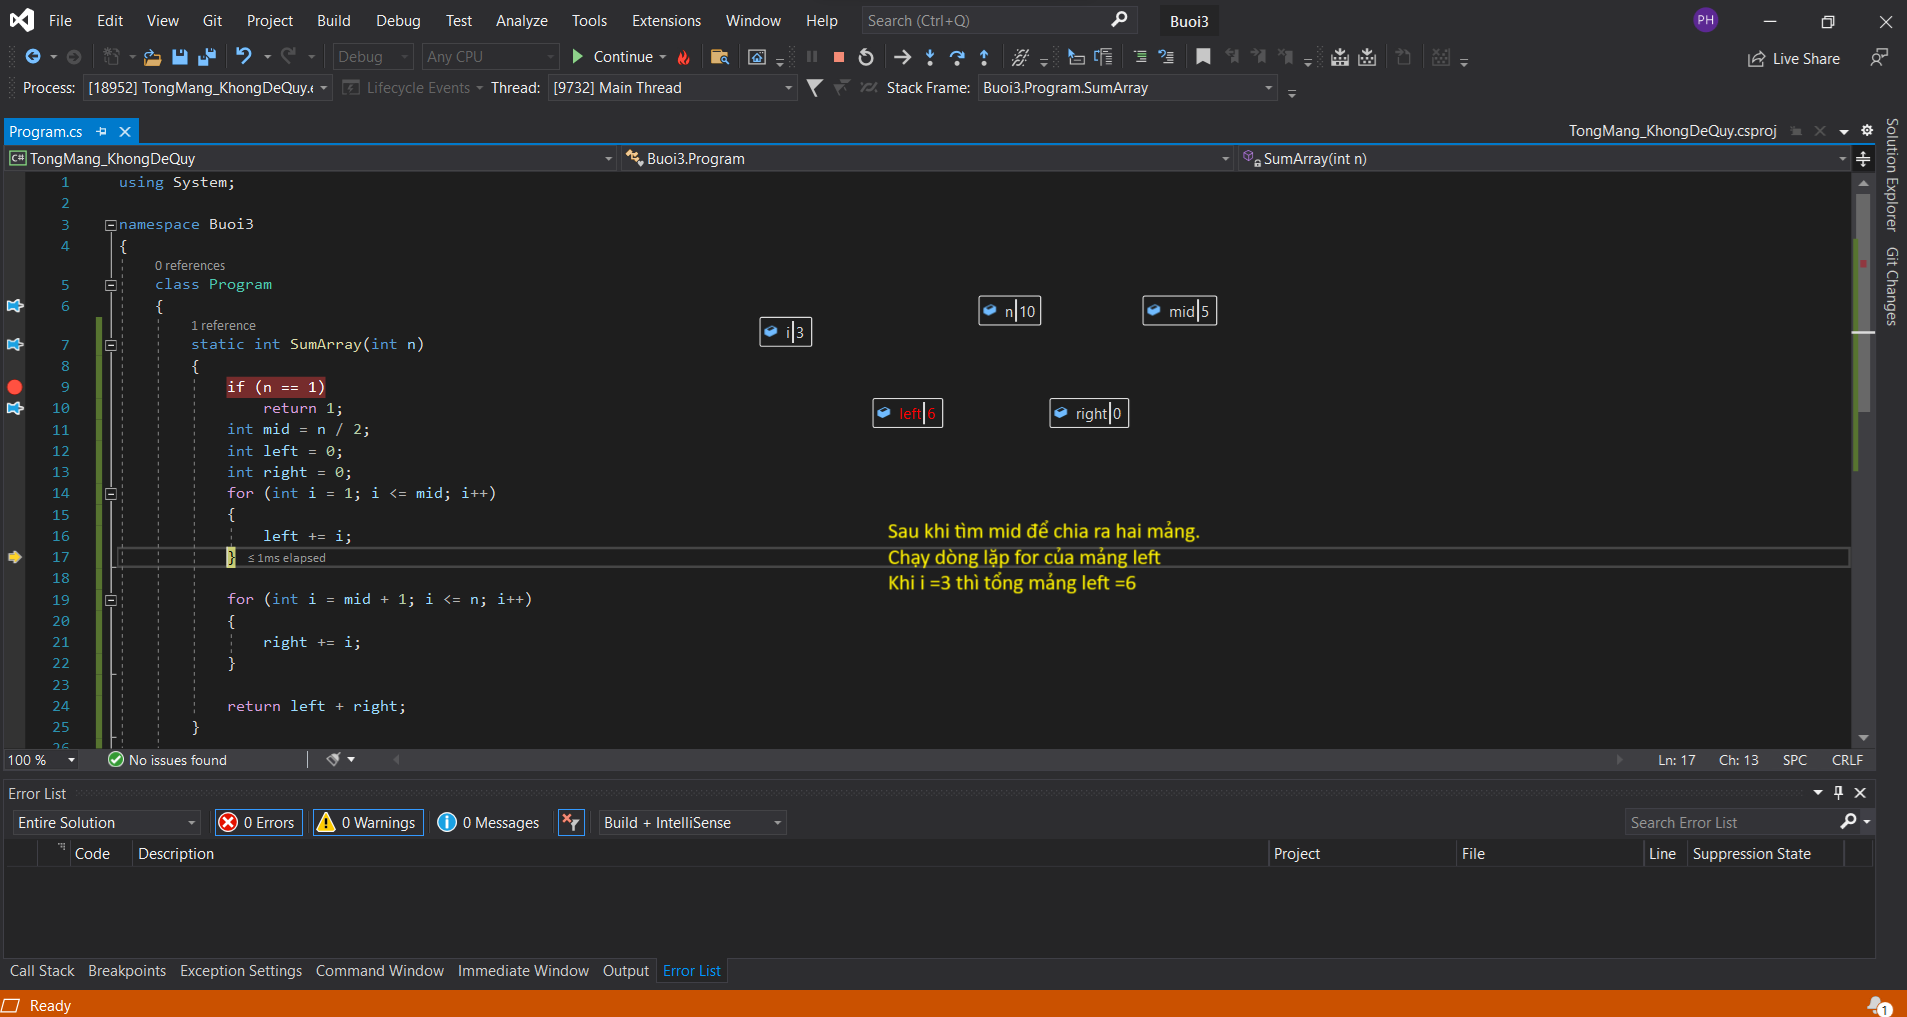 File Edit View Git Project Build Debug Test Analyze Tools Extensions Window Help Search (Ctrl+Q) Buoi3 PH
Debug Any CPU Continue Live Share
Process: [18952] TongMang_KhongDeQuy.e Lifecycle Events Thread: [9732] Main Thread Stack Frame: Buoi3.Program.SumArray
Program.cs TongMang_KhongDeQuy.csproj
C# TongMang_KhongDeQuy Buoi3.Program SumArray(int n)
Solution Explorer
Git Changes
1 using System;
2
3 namespace Buoi3
4 {
0 references
5 class Program
6 {
1 reference
7 static int SumArray(int n)
8 {
9 if (n == 1)
10 return 1;
11 int mid = n / 2;
12 int left = 0;
13 int right = 0;
14 for (int i = 1; i <= mid; i++)
15 {
16 left += i;
17 } ≤ 1ms elapsed
18
19 for (int i = mid + 1; i <= n; i++)
20 {
21 right += i;
22 }
23
24 return left + right;
25 }
26
n 10
mid 5
i 3
left 6
right 0
Sau khi tìm mid để chia ra hai mảng.
Chạy dòng lặp for của mảng left
Khi i =3 thì tổng mảng left =6
100 % No issues found Ln: 17 Ch: 13 SPC CRLF
Error List
Entire Solution 0 Errors 0 Warnings 0 Messages Build + IntelliSense Search Error List
Code Description Project File Line Suppression State
Call Stack Breakpoints Exception Settings Command Window Immediate Window Output Error List
Ready 1